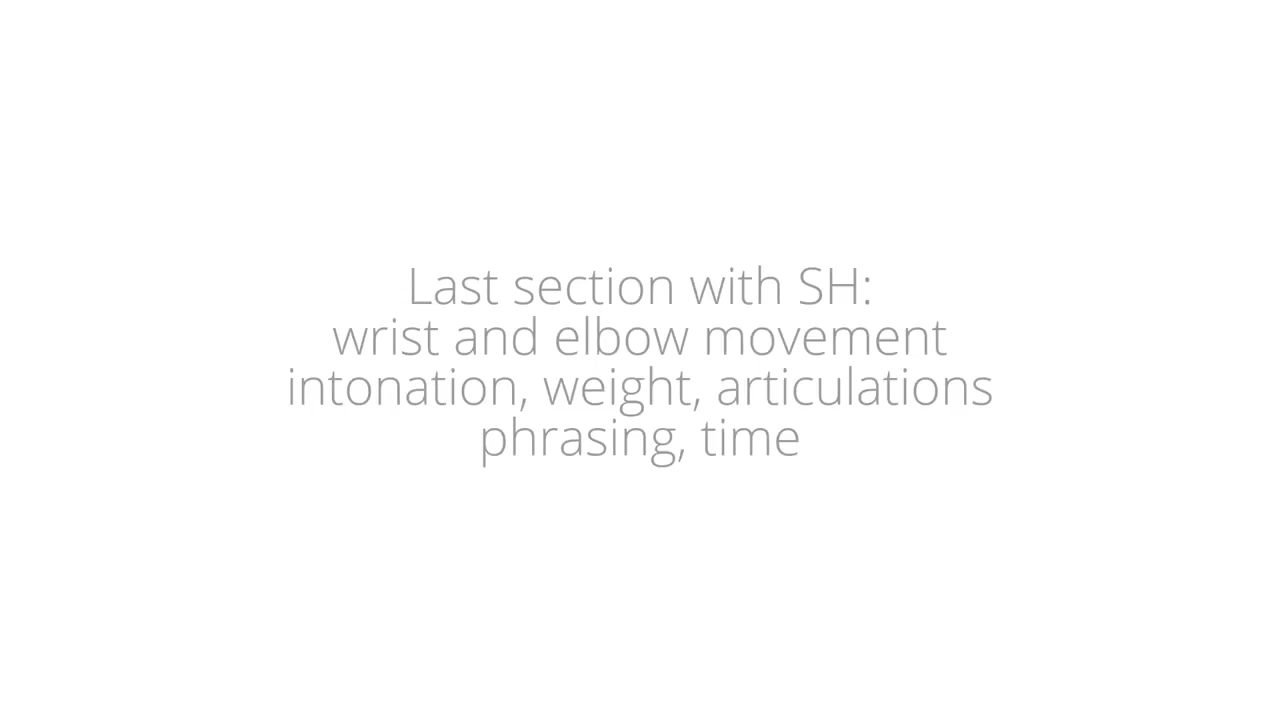 Last section with SH:
wrist and elbow movement
intonation, weight, articulations
phrasing, time